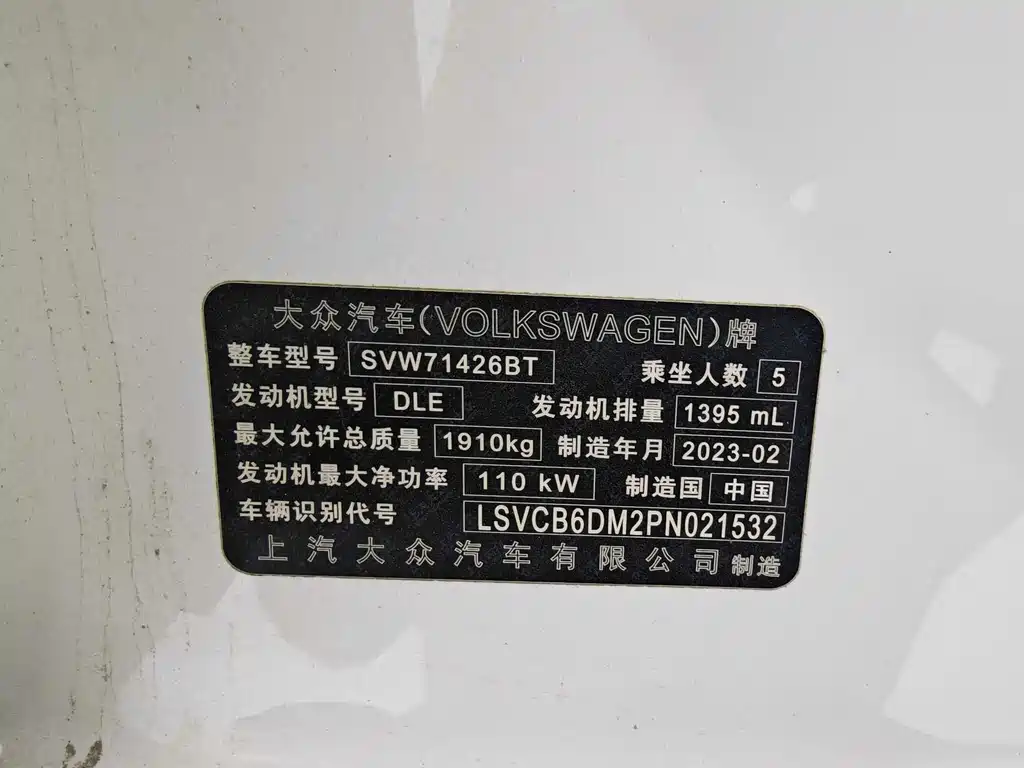 大众汽车(VOLKSWAGEN)牌
整车型号 SVW71426BT 乘坐人数 5
发动机型号 DLE 发动机排量 1395 mL
最大允许总质量 1910kg 制造年月 2023-02
发动机最大净功率 110 kW 制造国 中国
车辆识别代号 LSVCB6DM2PN021532
上汽大众汽车有限公司 制造